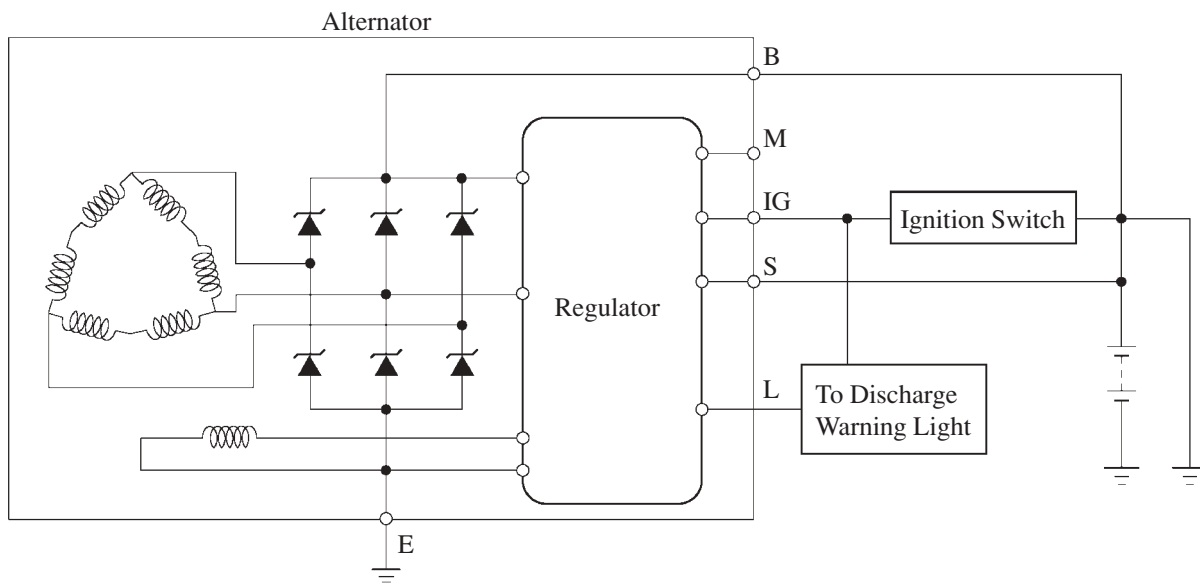 Alternator
B
M
IG
Ignition Switch
S
Regulator
L
To Discharge
Warning Light
E